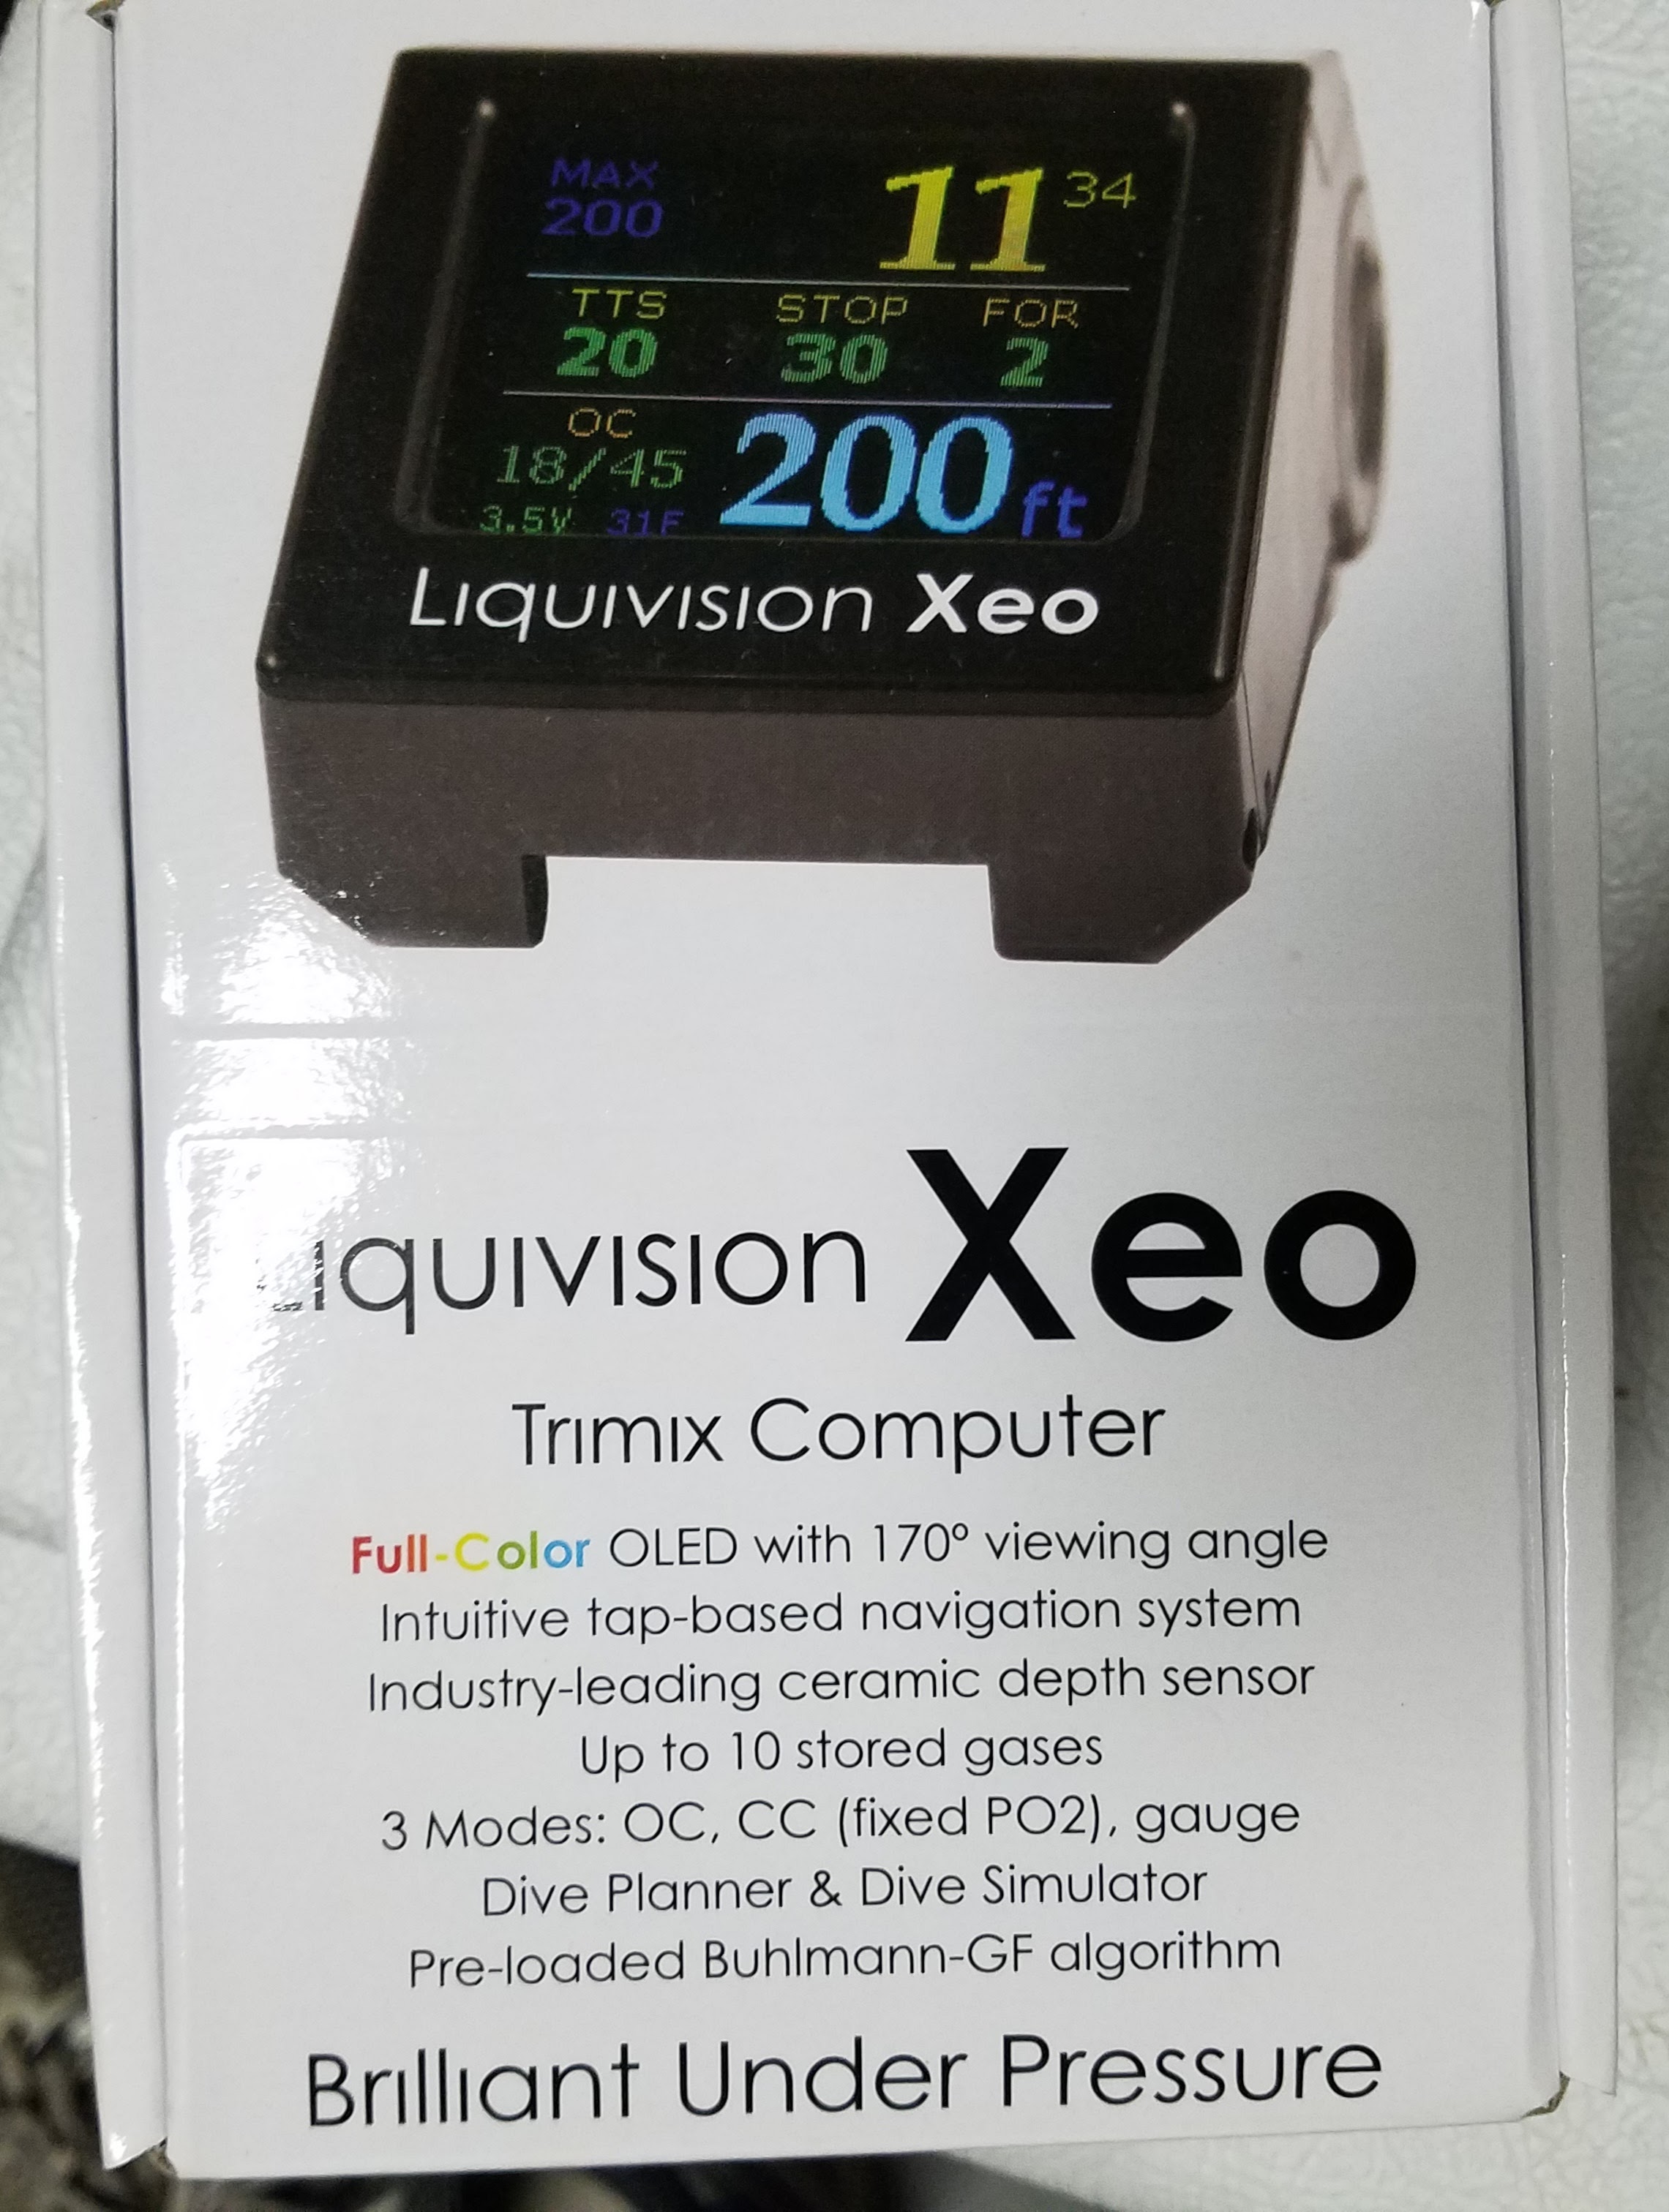 MAX
200
11 34
TTS STOP FOR
20 30 2
OC
18/45
3.5V 31F
200 ft
Liquivision Xeo
Liquivision Xeo
Trimix Computer
Full-Color OLED with 170º viewing angle
Intuitive tap-based navigation system
Industry-leading ceramic depth sensor
Up to 10 stored gases
3 Modes: OC, CC (fixed PO2), gauge
Dive Planner & Dive Simulator
Pre-loaded Buhlmann-GF algorithm
Brilliant Under Pressure